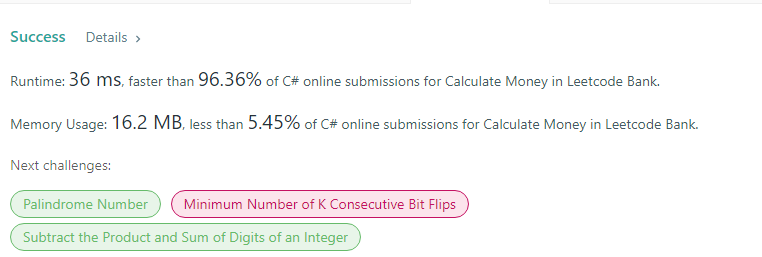 Success Details >
Runtime: 36 ms, faster than 96.36% of C# online submissions for Calculate Money in Leetcode Bank.
Memory Usage: 16.2 MB, less than 5.45% of C# online submissions for Calculate Money in Leetcode Bank.
Next challenges:
Palindrome Number Minimum Number of K Consecutive Bit Flips
Subtract the Product and Sum of Digits of an Integer